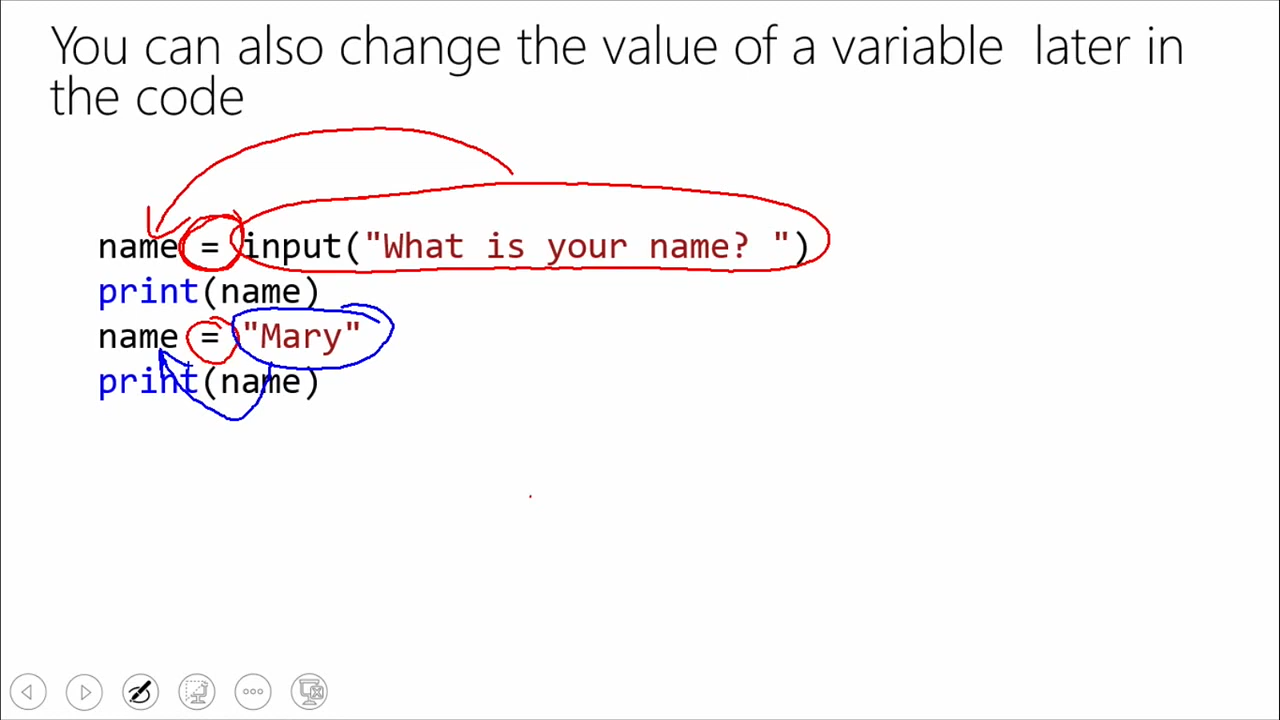 You can also change the value of a variable later in
the code
name = input("What is your name? ")
print(name)
name = "Mary"
print(name)